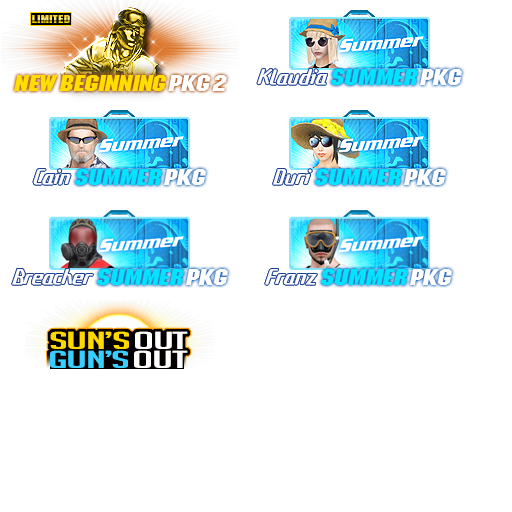 LIMITED
NEW BEGINNING PKG 2
Summer
Klaudia SUMMER PKG
Summer
Cain SUMMER PKG
Summer
Duri SUMMER PKG
Summer
Breacher SUMMER PKG
Summer
Franz SUMMER PKG
SUN'S OUT
GUN'S OUT